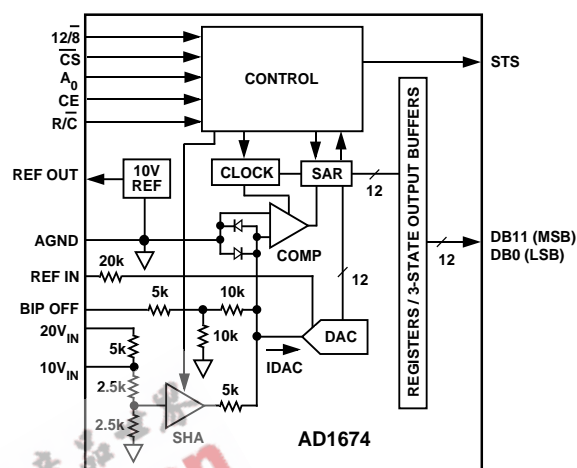 12/8̅
C̅S̅
A0
CE
R/C̅
CONTROL
STS
REF OUT
10V
REF
CLOCK
SAR
12
REGISTERS / 3-STATE OUTPUT BUFFERS
12
DB11 (MSB)
DB0 (LSB)
AGND
COMP
REF IN
20k
12
BIP OFF
5k
10k
10k
20VIN
5k
10VIN
2.5k
2.5k
IDAC
DAC
5k
SHA
AD1674